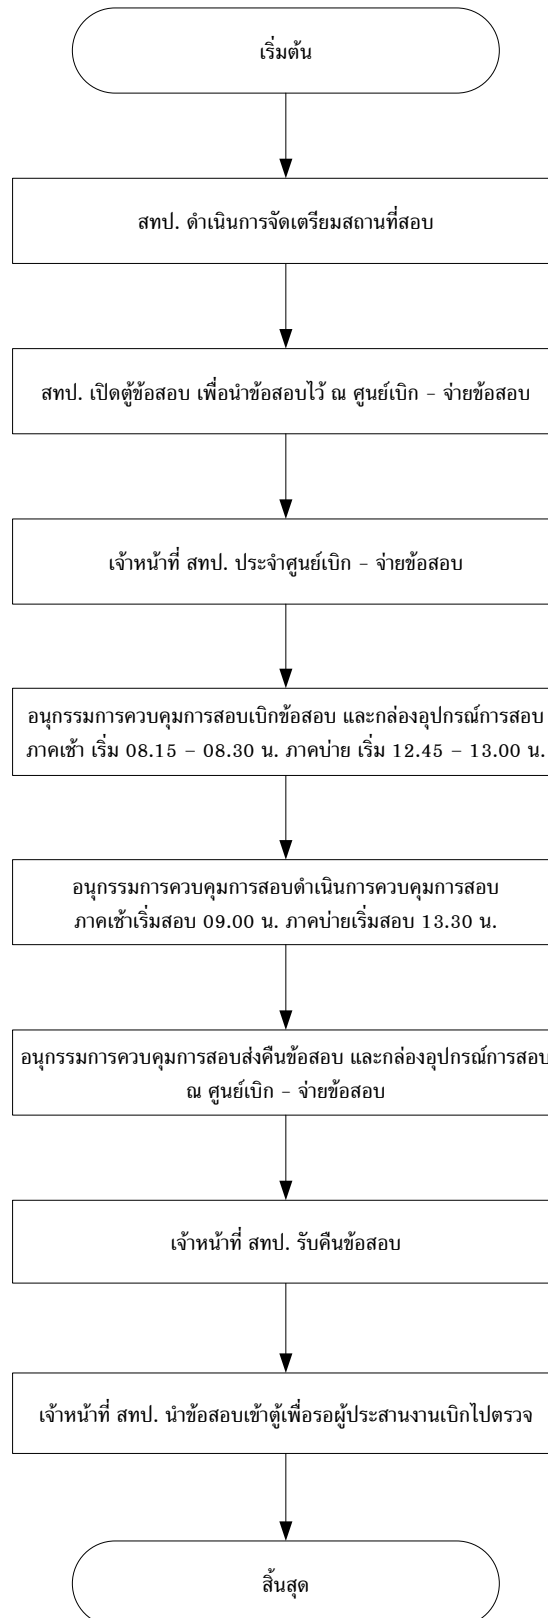 เริ่มต้น
สทป. ดำเนินการจัดเตรียมสถานที่สอบ
สทป. เปิดตู้ข้อสอบ เพื่อนำข้อสอบไว้ ณ ศูนย์เบิก - จ่ายข้อสอบ
เจ้าหน้าที่ สทป. ประจำศูนย์เบิก - จ่ายข้อสอบ
อนุกรรมการควบคุมการสอบเบิกข้อสอบ และกล่องอุปกรณ์การสอบ
ภาคเช้า เริ่ม 08.15 – 08.30 น. ภาคบ่าย เริ่ม 12.45 – 13.00 น.
อนุกรรมการควบคุมการสอบดำเนินการควบคุมการสอบ
ภาคเช้าเริ่มสอบ 09.00 น. ภาคบ่ายเริ่มสอบ 13.30 น.
อนุกรรมการควบคุมการสอบส่งคืนข้อสอบ และกล่องอุปกรณ์การสอบ
ณ ศูนย์เบิก - จ่ายข้อสอบ
เจ้าหน้าที่ สทป. รับคืนข้อสอบ
เจ้าหน้าที่ สทป. นำข้อสอบเข้าตู้เพื่อรอผู้ประสานงานเบิกไปตรวจ
สิ้นสุด